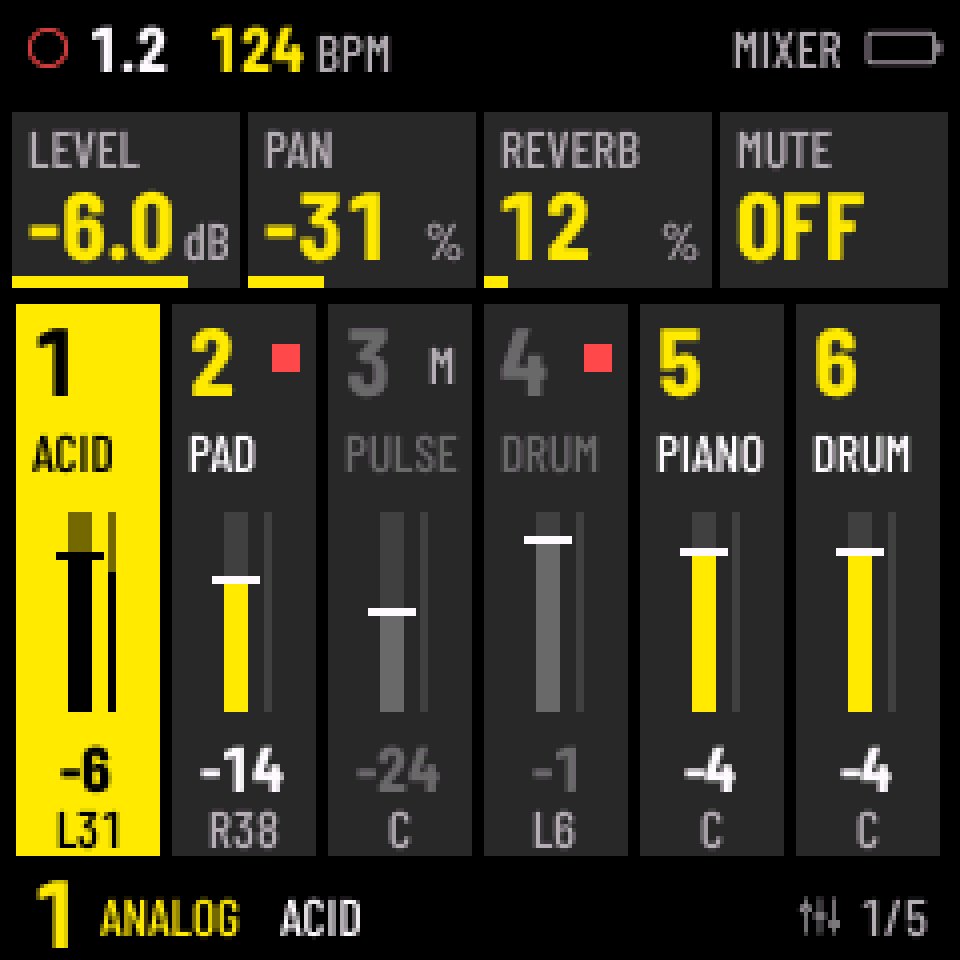 1.2 124 BPM MIXER
LEVEL PAN REVERB MUTE
-6.0 dB -31 % 12 % OFF
1 2 3 M 4 5 6
ACID PAD PULSE DRUM PIANO DRUM
-6 -14 -24 -1 -4 -4
L31 R38 C L6 C C
1 ANALOG ACID 1/5